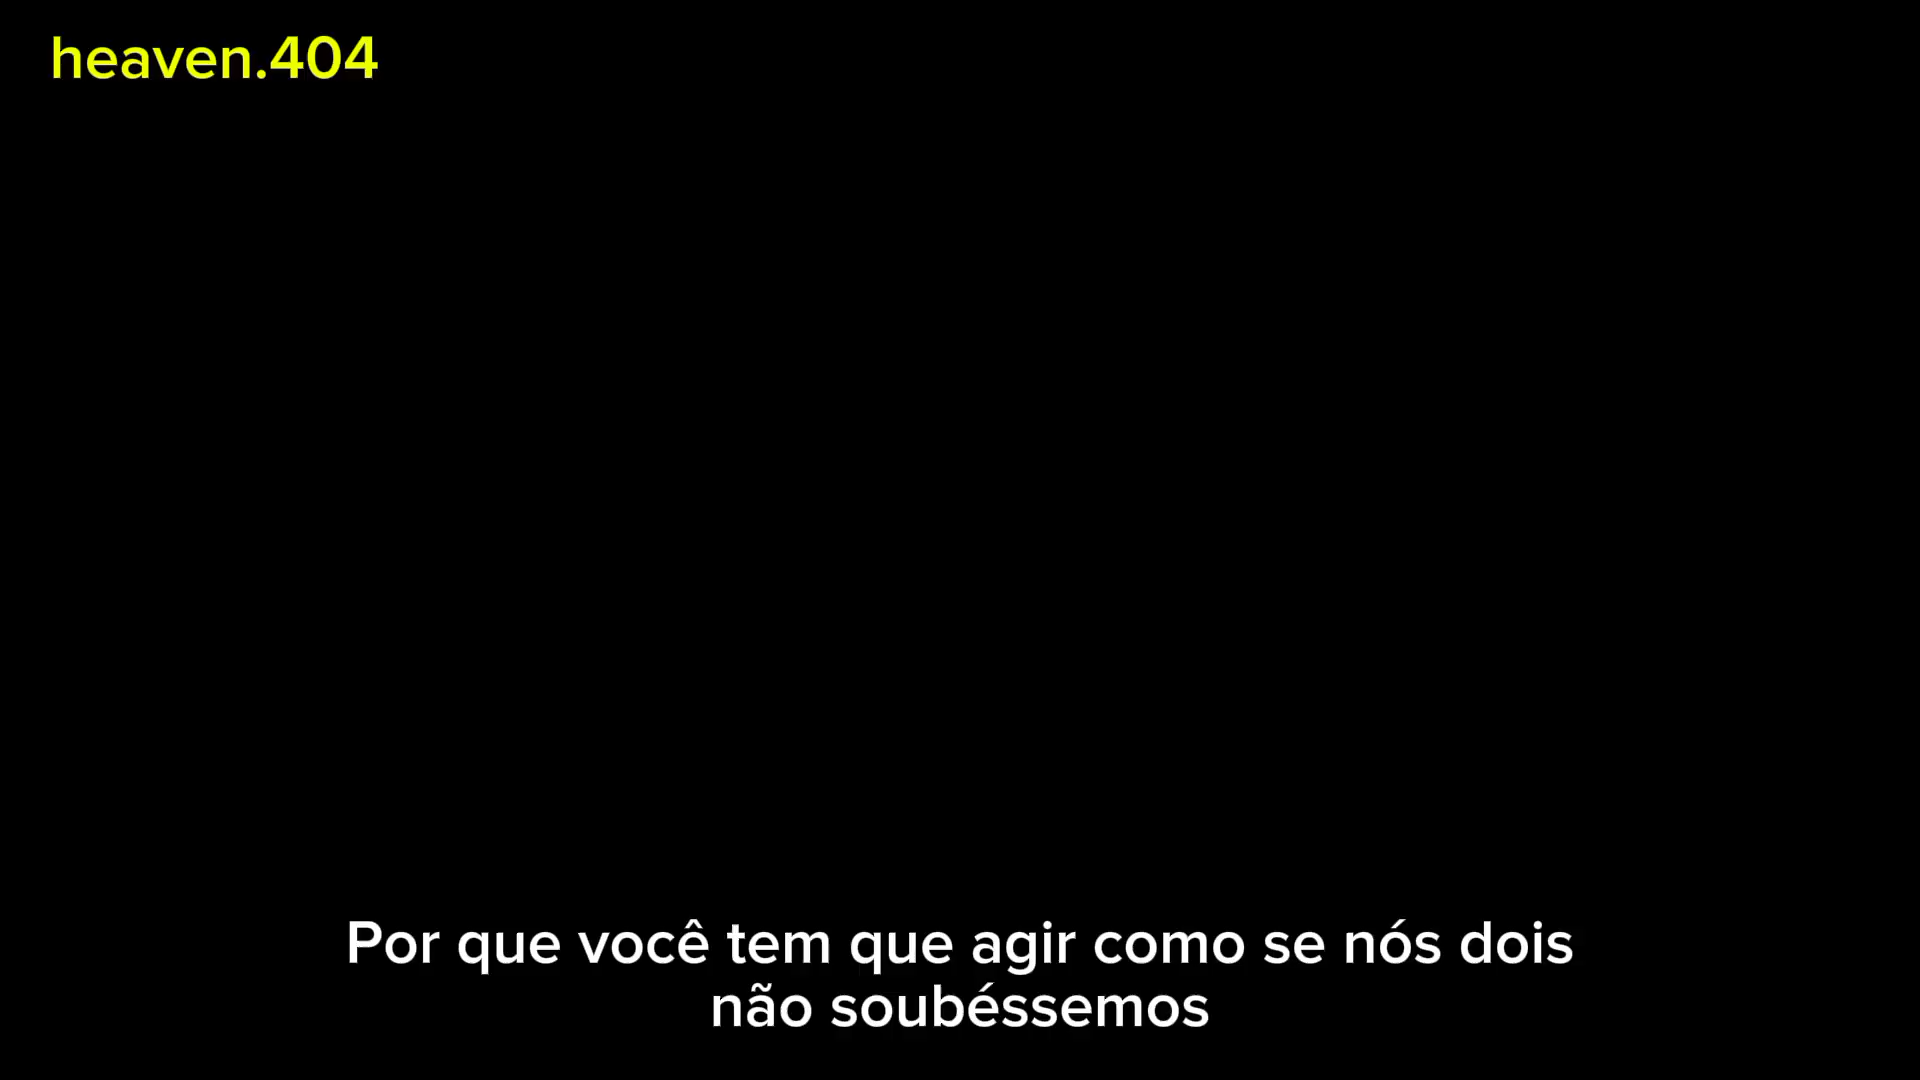 heaven.404
Por que você tem que agir como se nós dois
não soubéssemos